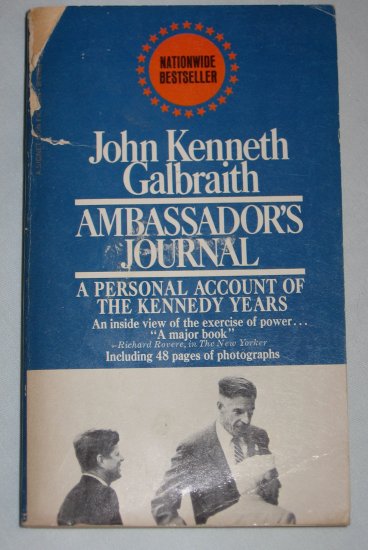 NATIONWIDE
BESTSELLER
John Kenneth
Galbraith
AMBASSADOR'S
JOURNAL
A PERSONAL ACCOUNT OF
THE KENNEDY YEARS
An inside view of the exercise of power...
"A major book"
-Richard Rovere, in The New Yorker
Including 48 pages of photographs
A SIGNET